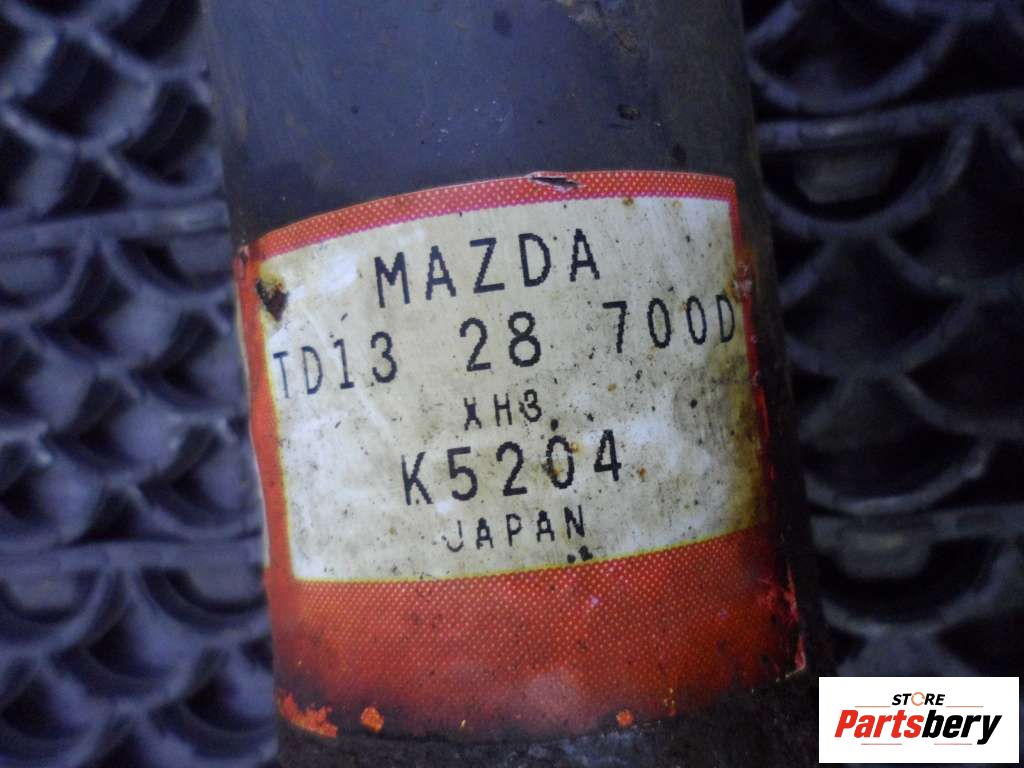 MAZDA
TD13 28 700D
XH3
K5204
JAPAN
STORE
Partsbery